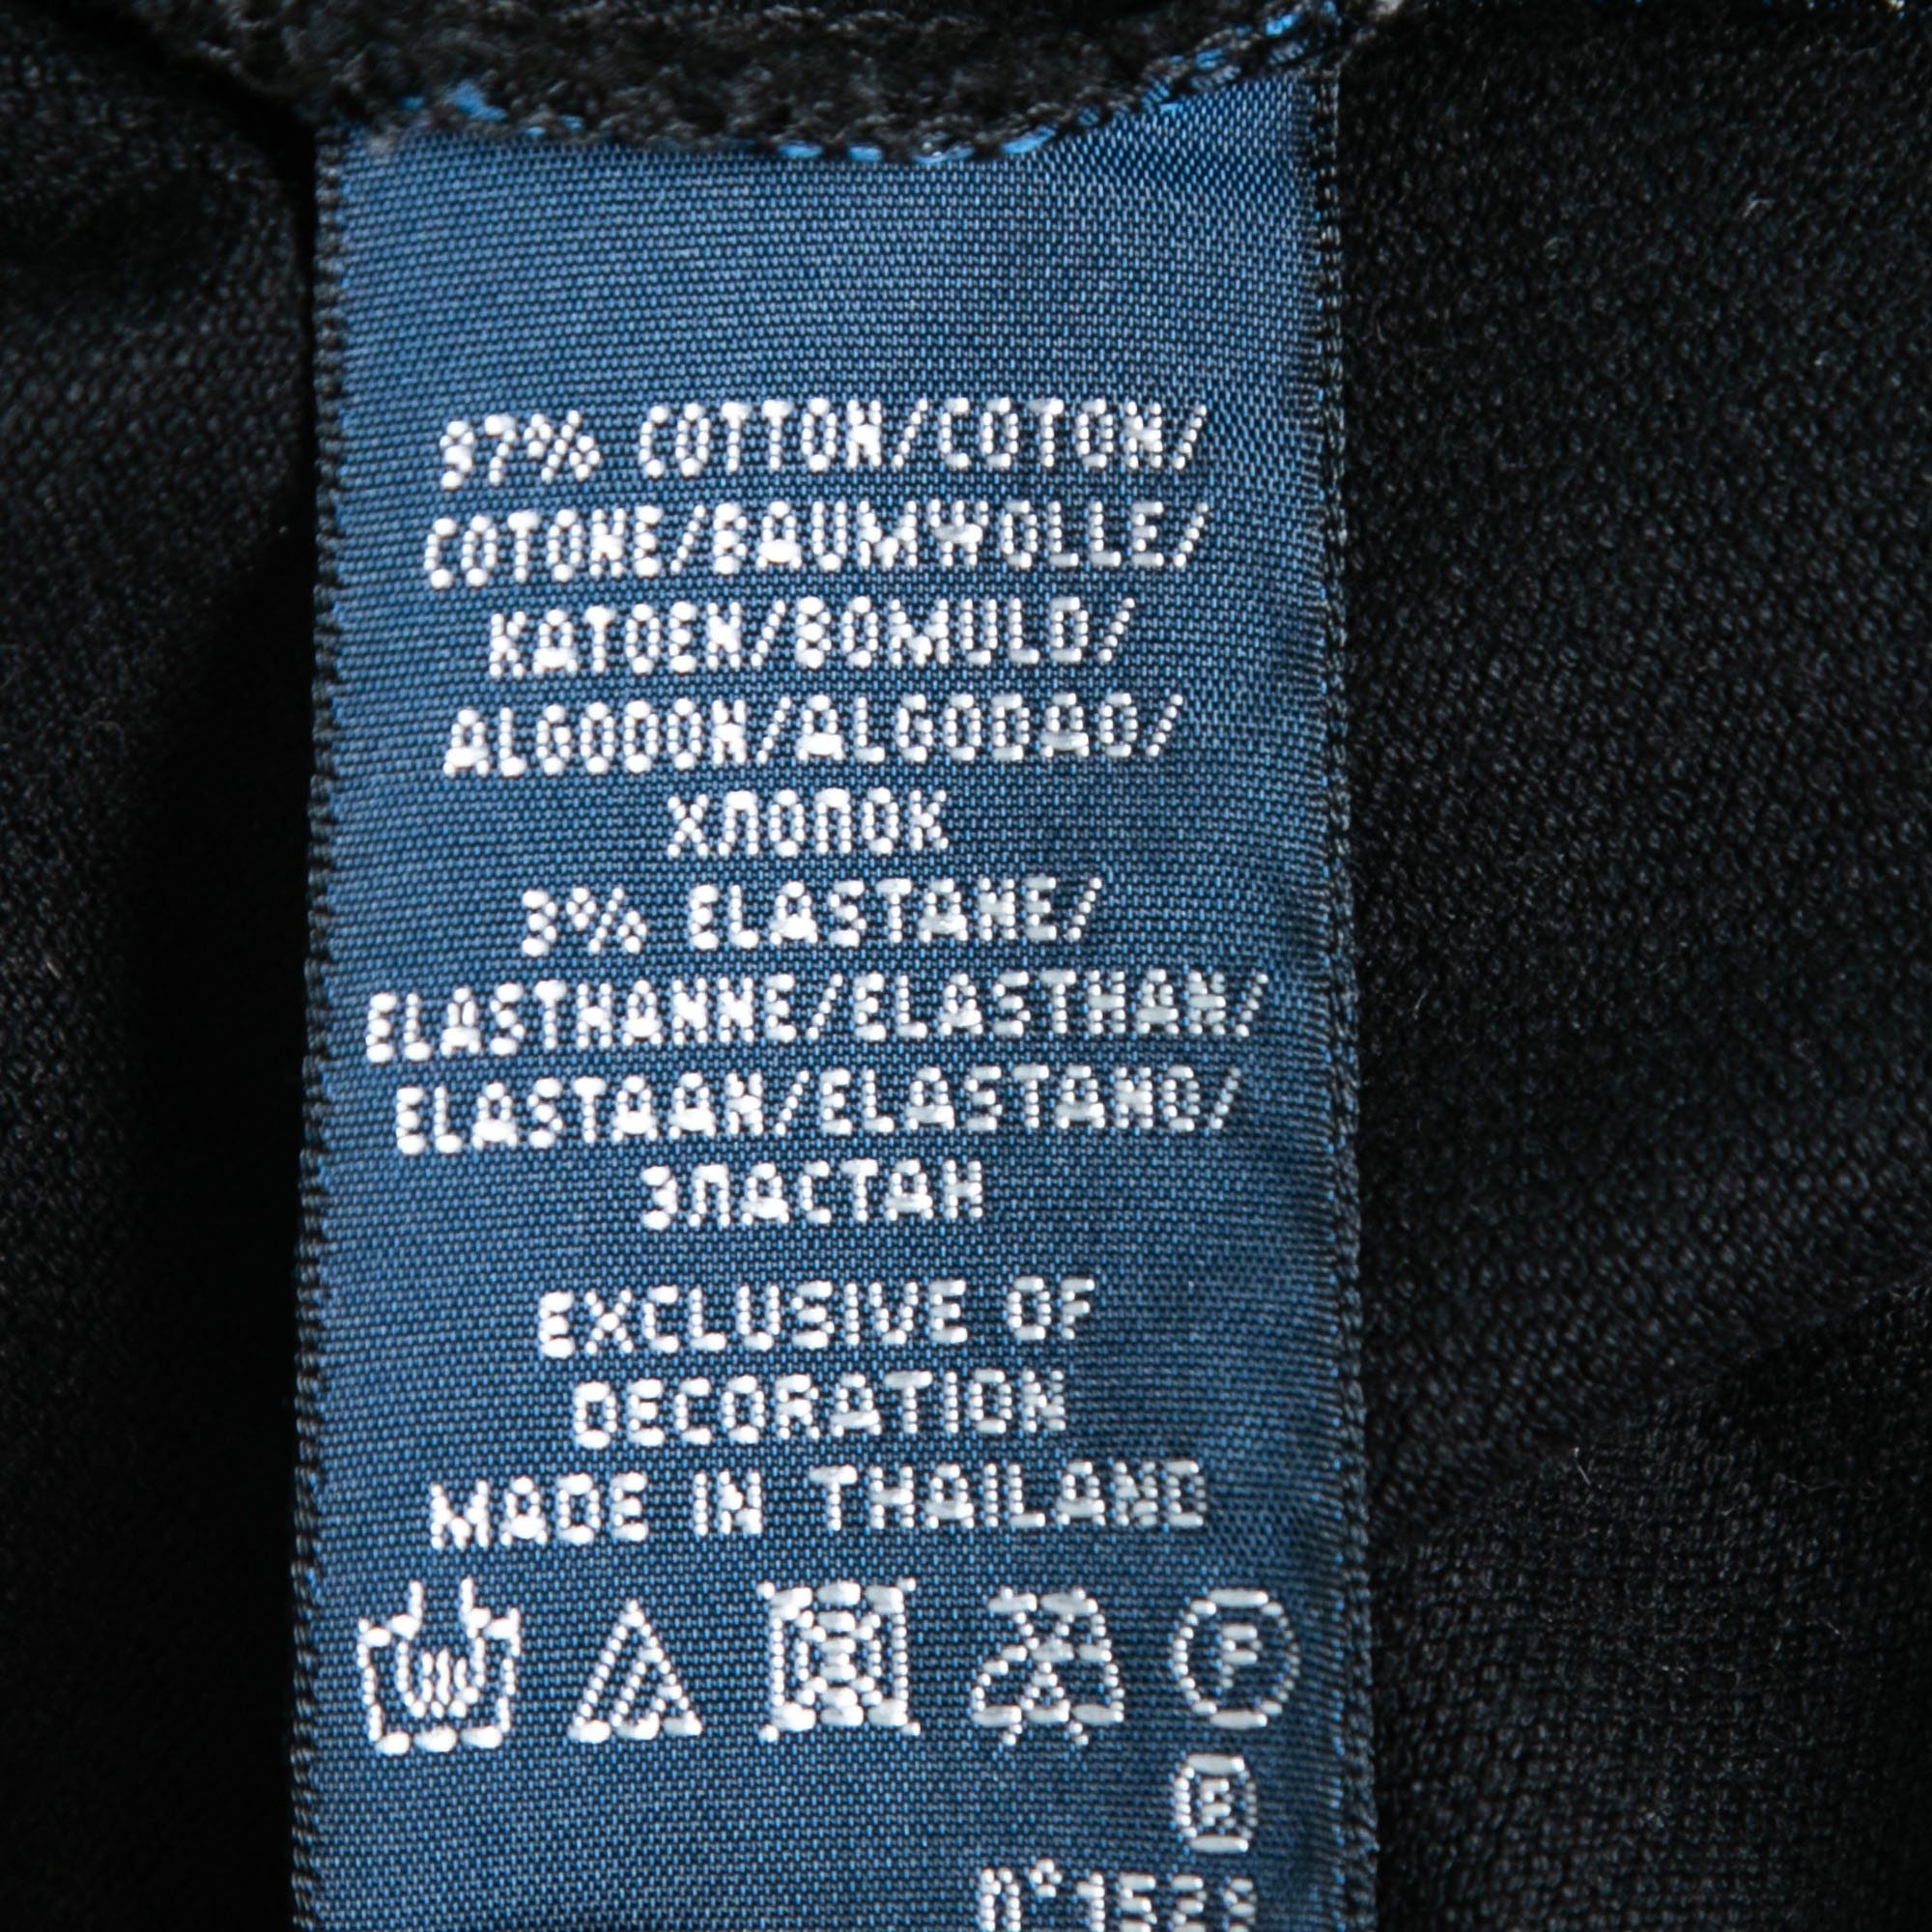 97% COTTON/COTON/
COTONE/BAUMWOLLE/
KATOEN/BOMULD/
ALGODON/ALGODAO/
ХЛОПОК
3% ELASTANE/
ELASTHANNE/ELASTHAN/
ELASTAAN/ELASTANO/
ЭЛАСТАН
EXCLUSIVE OF
DECORATION
MADE IN THAILAND
F
E